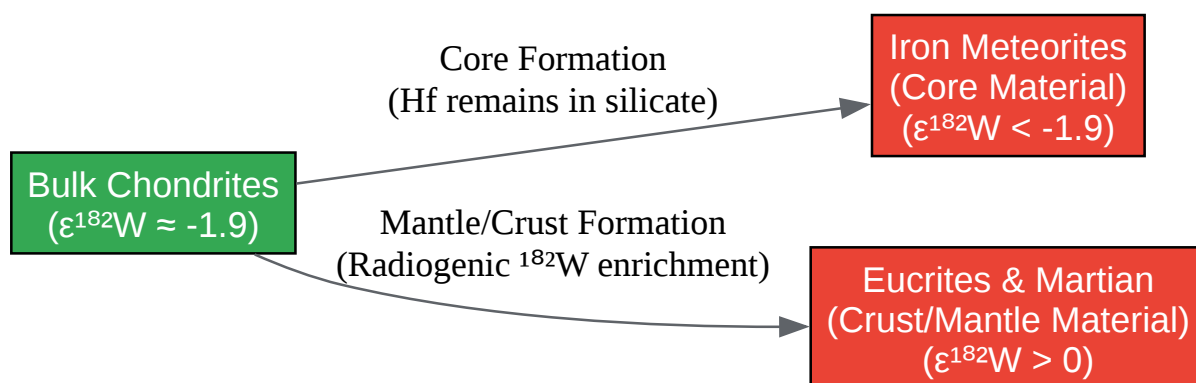 Core Formation
(Hf remains in silicate)
Iron Meteorites
(Core Material)
(ε¹⁸²W < -1.9)
Bulk Chondrites
(ε¹⁸²W ≈ -1.9)
Mantle/Crust Formation
(Radiogenic ¹⁸²W enrichment)
Eucrites & Martian
(Crust/Mantle Material)
(ε¹⁸²W > 0)